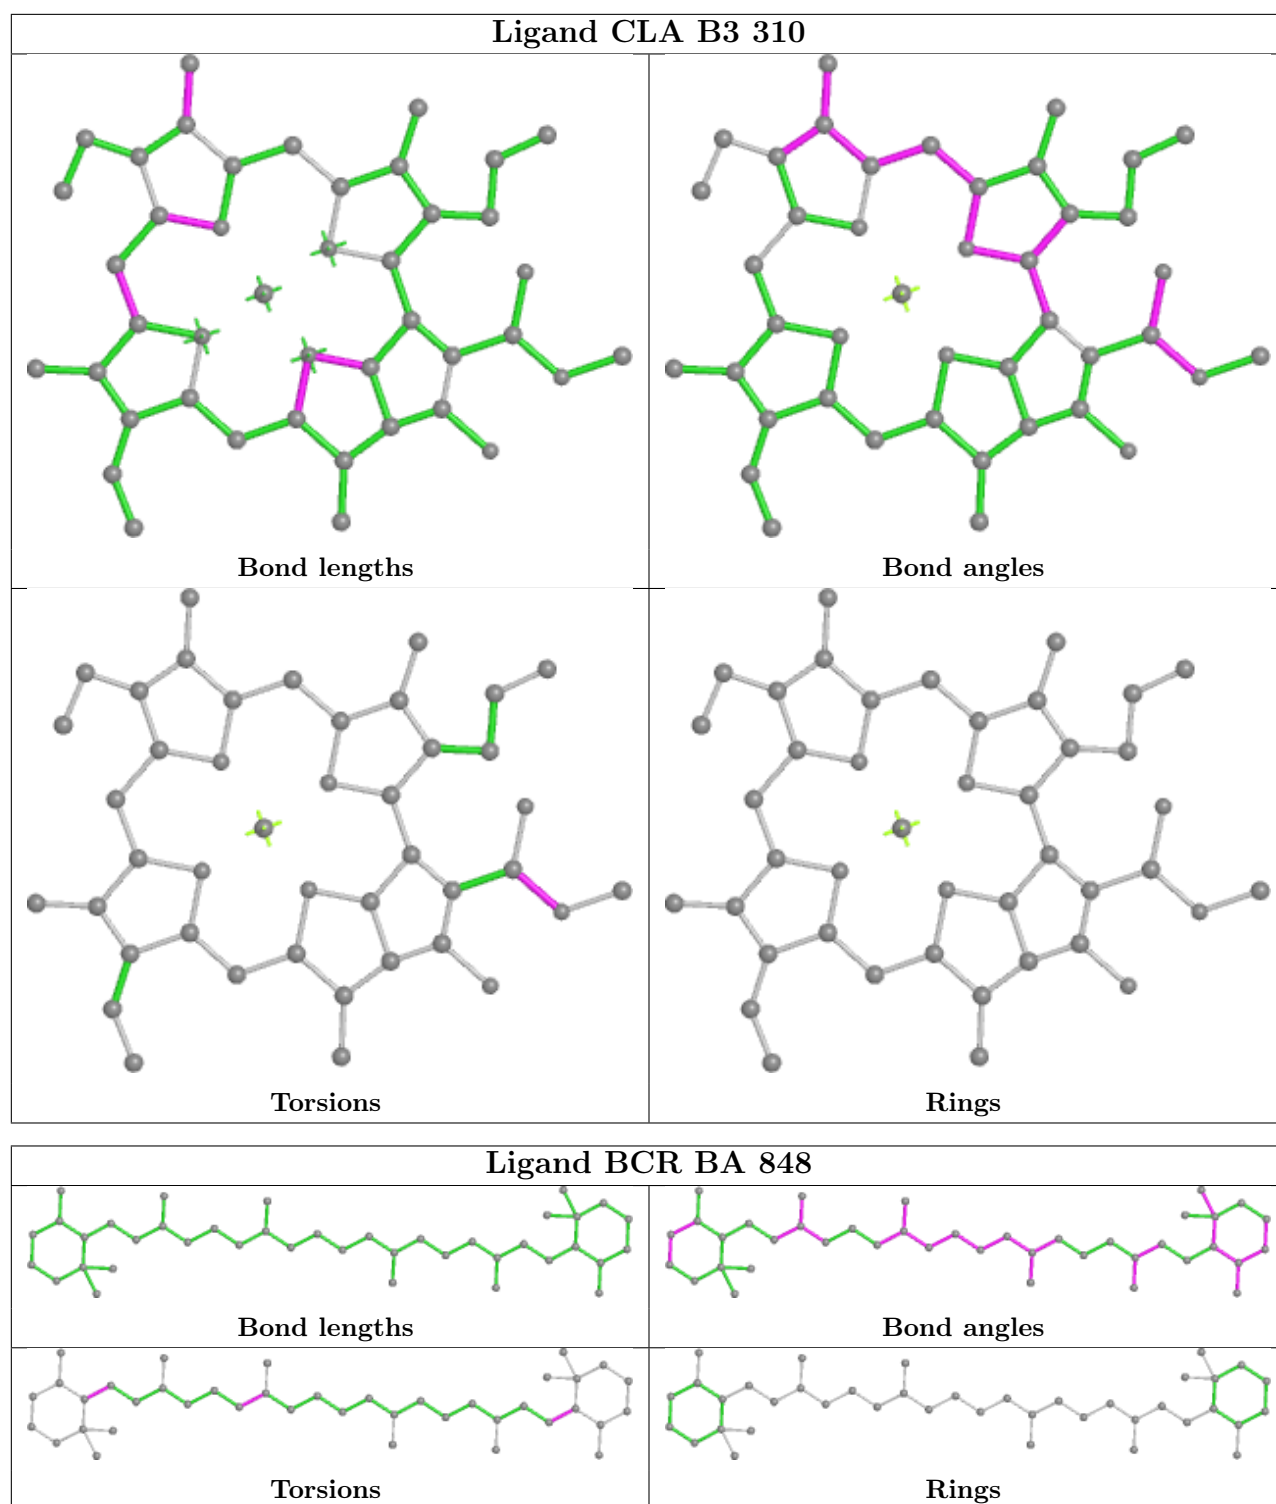 Ligand CLA B3 310
Bond lengths
Bond angles
Torsions
Rings
Ligand BCR BA 848
Bond lengths
Bond angles
Torsions
Rings